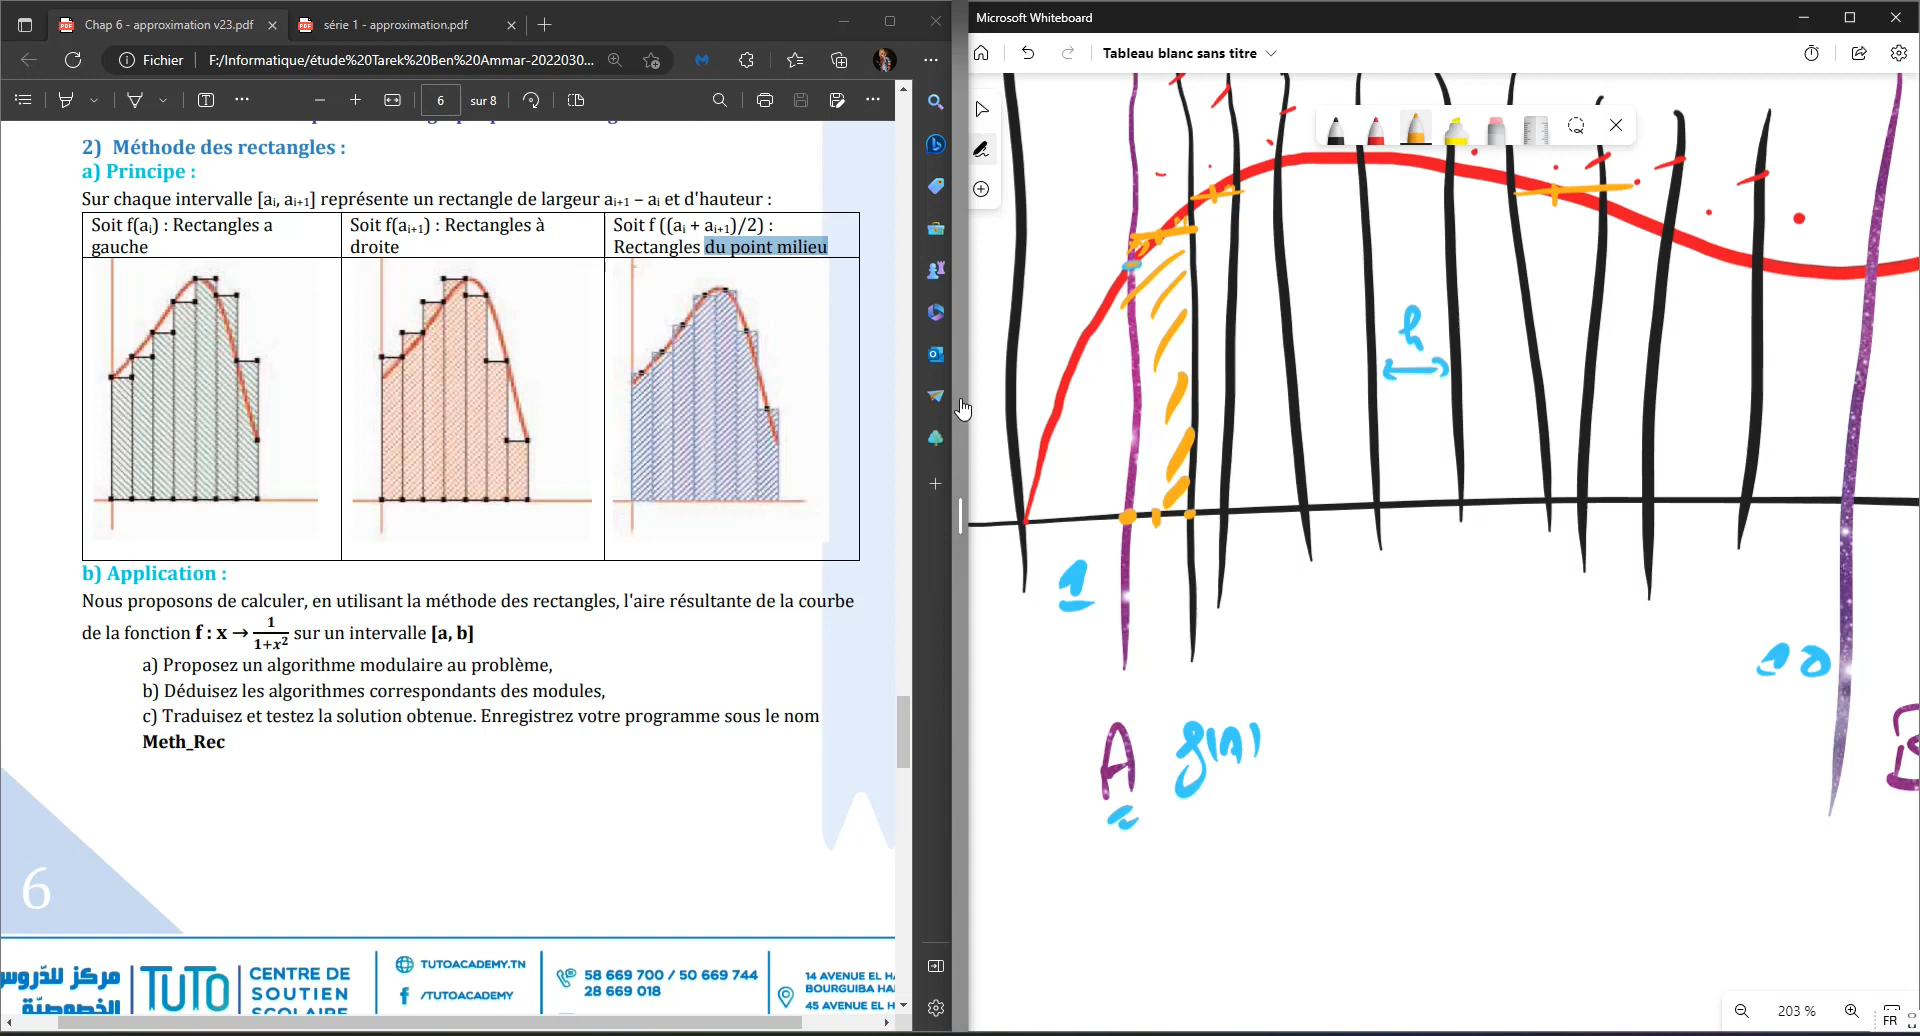 Chap 6 - approximation v23.pdf
série 1 - approximation.pdf
Fichier
F:/Informatique/étude%20Tarek%20Ben%20Ammar-2022030...
6
sur 8
2) Méthode des rectangles :
a) Principe :
Sur chaque intervalle [aᵢ, aᵢ₊₁] représente un rectangle de largeur aᵢ₊₁ – aᵢ et d'hauteur :
Soit f(aᵢ) : Rectangles a
gauche
Soit f(aᵢ₊₁) : Rectangles à
droite
Soit f ((aᵢ + aᵢ₊₁)/2) :
Rectangles du point milieu
b) Application :
Nous proposons de calculer, en utilisant la méthode des rectangles, l'aire résultante de la courbe
de la fonction f : x → 1/(1+x²) sur un intervalle [a, b]
a) Proposez un algorithme modulaire au problème,
b) Déduisez les algorithmes correspondants des modules,
c) Traduisez et testez la solution obtenue. Enregistrez votre programme sous le nom
Meth_Rec
6
مركز للدّروس
الخصوصيّة
TUTO
CENTRE DE
SOUTIEN
SCOLAIRE
TUTOACADEMY.TN
/TUTOACADEMY
58 669 700 / 50 669 744
28 669 018
14 AVENUE EL H
BOURGUIBA HA
45 AVENUE EL H
Microsoft Whiteboard
Tableau blanc sans titre
h
1
10
A f(A)
B
203 %
FR